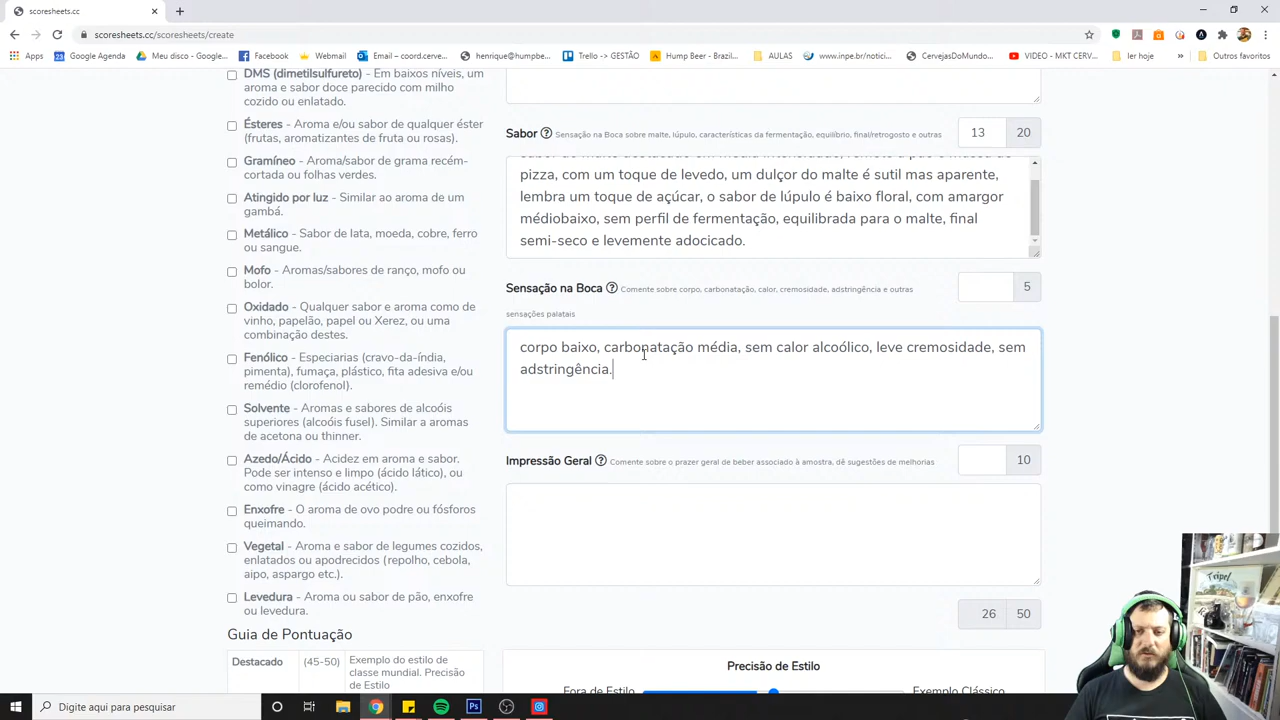 scoresheets.cc
scoresheets.cc/scoresheets/create
Apps
Google Agenda
Meu disco – Google...
Facebook
Webmail
Email – coord.cerve...
henrique@humpbe...
Trello -> GESTÃO
Hump Beer - Brazil...
AULAS
www.inpe.br/notici...
CervejasDoMundo...
VIDEO - MKT CERV...
ler hoje
Outros favoritos
DMS (dimetilsulfureto) - Em baixos níveis, um
aroma e sabor doce parecido com milho
cozido ou enlatado.
Ésteres - Aroma e/ou sabor de qualquer éster
(frutas, aromatizantes de fruta ou rosas).
Gramíneo - Aroma/sabor de grama recém-
cortada ou folhas verdes.
Atingido por luz - Similar ao aroma de um
gambá.
Metálico - Sabor de lata, moeda, cobre, ferro
ou sangue.
Mofo - Aromas/sabores de ranço, mofo ou
bolor.
Oxidado - Qualquer sabor e aroma como de
vinho, papelão, papel ou Xerez, ou uma
combinação destes.
Fenólico - Especiarias (cravo-da-índia,
pimenta), fumaça, plástico, fita adesiva e/ou
remédio (clorofenol).
Solvente - Aromas e sabores de alcoóis
superiores (alcoóis fusel). Similar a aromas
de acetona ou thinner.
Azedo/Ácido - Acidez em aroma e sabor.
Pode ser intenso e limpo (ácido lático), ou
como vinagre (ácido acético).
Enxofre - O aroma de ovo podre ou fósforos
queimando.
Vegetal - Aroma e sabor de legumes cozidos,
enlatados ou apodrecidos (repolho, cebola,
aipo, aspargo etc.).
Levedura - Aroma ou sabor de pão, enxofre
ou levedura.
Guia de Pontuação
Destacado (45-50) Exemplo do estilo de
classe mundial. Precisão
de Estilo
Sabor Sensação na Boca sobre malte, lúpulo, características da fermentação, equilíbrio, final/retrogosto e outras 13 20
sabor de malte destacado em média intensidade, remete a pão e massa de
pizza, com um toque de levedo, um dulçor do malte é sutil mas aparente,
lembra um toque de açúcar, o sabor de lúpulo é baixo floral, com amargor
médiobaixo, sem perfil de fermentação, equilibrada para o malte, final
semi-seco e levemente adocicado.
Sensação na Boca Comente sobre corpo, carbonatação, calor, cremosidade, adstringência e outras 5
sensações palatais
corpo baixo, carbonatação média, sem calor alcoólico, leve cremosidade, sem
adstringência.
Impressão Geral Comente sobre o prazer geral de beber associado à amostra, dê sugestões de melhorias 10
26 50
Precisão de Estilo
Fora de Estilo Exemplo Clássico
Tripel
Digite aqui para pesquisar